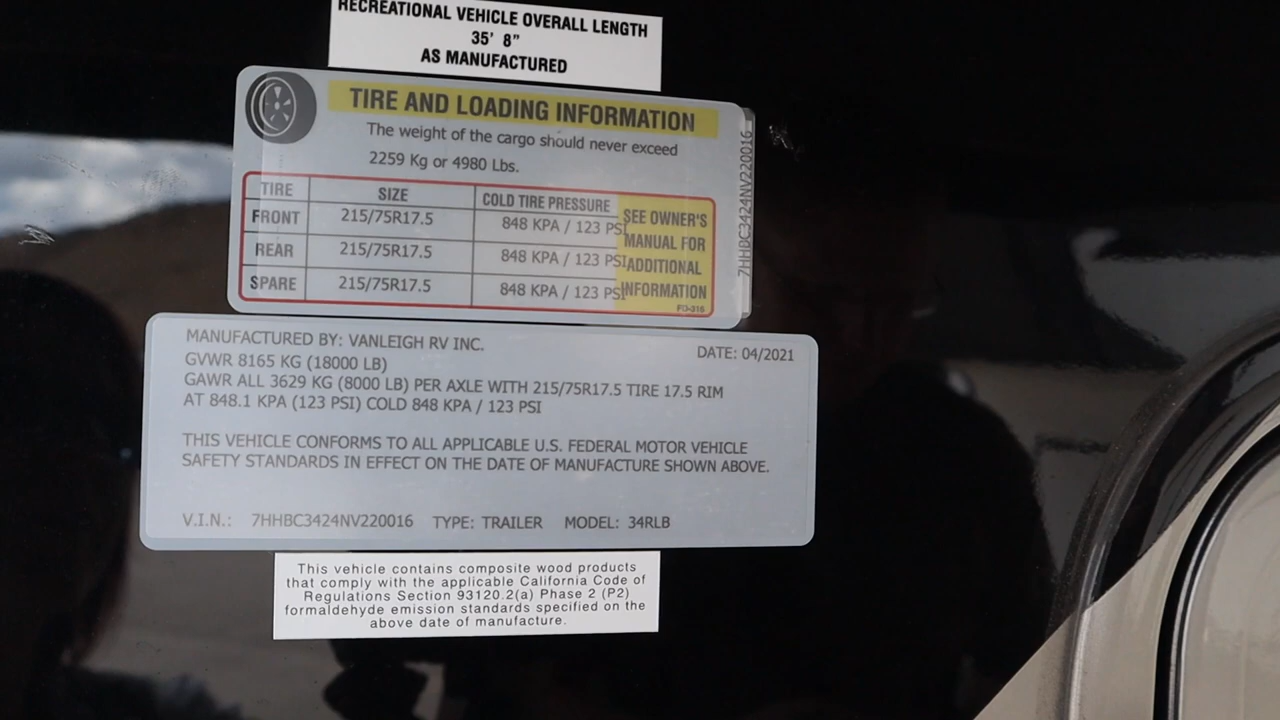 RECREATIONAL VEHICLE OVERALL LENGTH
35' 8"
AS MANUFACTURED
TIRE AND LOADING INFORMATION
The weight of the cargo should never exceed
2259 Kg or 4980 Lbs.
TIRE SIZE COLD TIRE PRESSURE
FRONT 215/75R17.5 848 KPA / 123 PSI
REAR 215/75R17.5 848 KPA / 123 PSI
SPARE 215/75R17.5 848 KPA / 123 PSI
SEE OWNER'S
MANUAL FOR
ADDITIONAL
INFORMATION
7HHBC3424NV220016
MANUFACTURED BY: VANLEIGH RV INC. DATE: 04/2021
GVWR 8165 KG (18000 LB)
GAWR ALL 3629 KG (8000 LB) PER AXLE WITH 215/75R17.5 TIRE 17.5 RIM
AT 848.1 KPA (123 PSI) COLD 848 KPA / 123 PSI
THIS VEHICLE CONFORMS TO ALL APPLICABLE U.S. FEDERAL MOTOR VEHICLE
SAFETY STANDARDS IN EFFECT ON THE DATE OF MANUFACTURE SHOWN ABOVE.
V.I.N.: 7HHBC3424NV220016 TYPE: TRAILER MODEL: 34RLB
This vehicle contains composite wood products
that comply with the applicable California Code of
Regulations Section 93120.2(a) Phase 2 (P2)
formaldehyde emission standards specified on the
above date of manufacture.